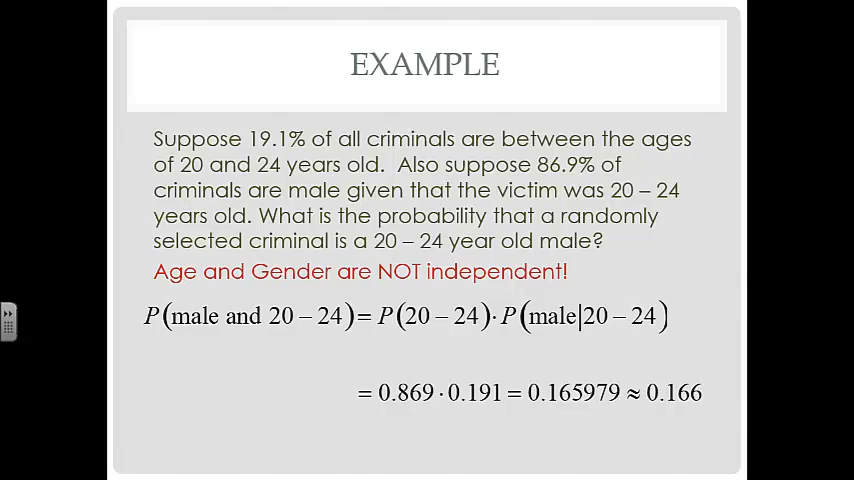 EXAMPLE
Suppose 19.1% of all criminals are between the ages
of 20 and 24 years old. Also suppose 86.9% of
criminals are male given that the victim was 20 – 24
years old. What is the probability that a randomly
selected criminal is a 20 – 24 year old male?
Age and Gender are NOT independent!
P(male and 20 – 24) = P(20 – 24) · P(male|20 – 24)
= 0.869 · 0.191 = 0.165979 ≈ 0.166